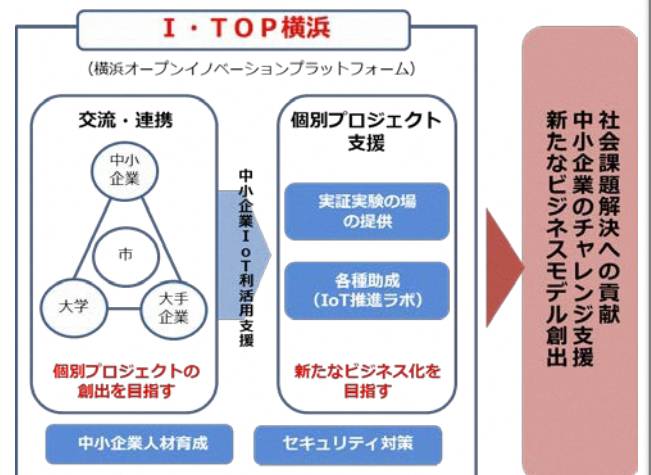 I・TOP横浜
（横浜オープンイノベーションプラットフォーム）
交流・連携
中小
企業
市
大学
大手
企業
個別プロジェクトの
創出を目指す
中小企業IoT利活用支援
個別プロジェクト
支援
実証実験の場
の提供
各種助成
（IoT推進ラボ）
新たなビジネス化を
目指す
中小企業人材育成
セキュリティ対策
社会課題解決への貢献
中小企業のチャレンジ支援
新たなビジネスモデル創出